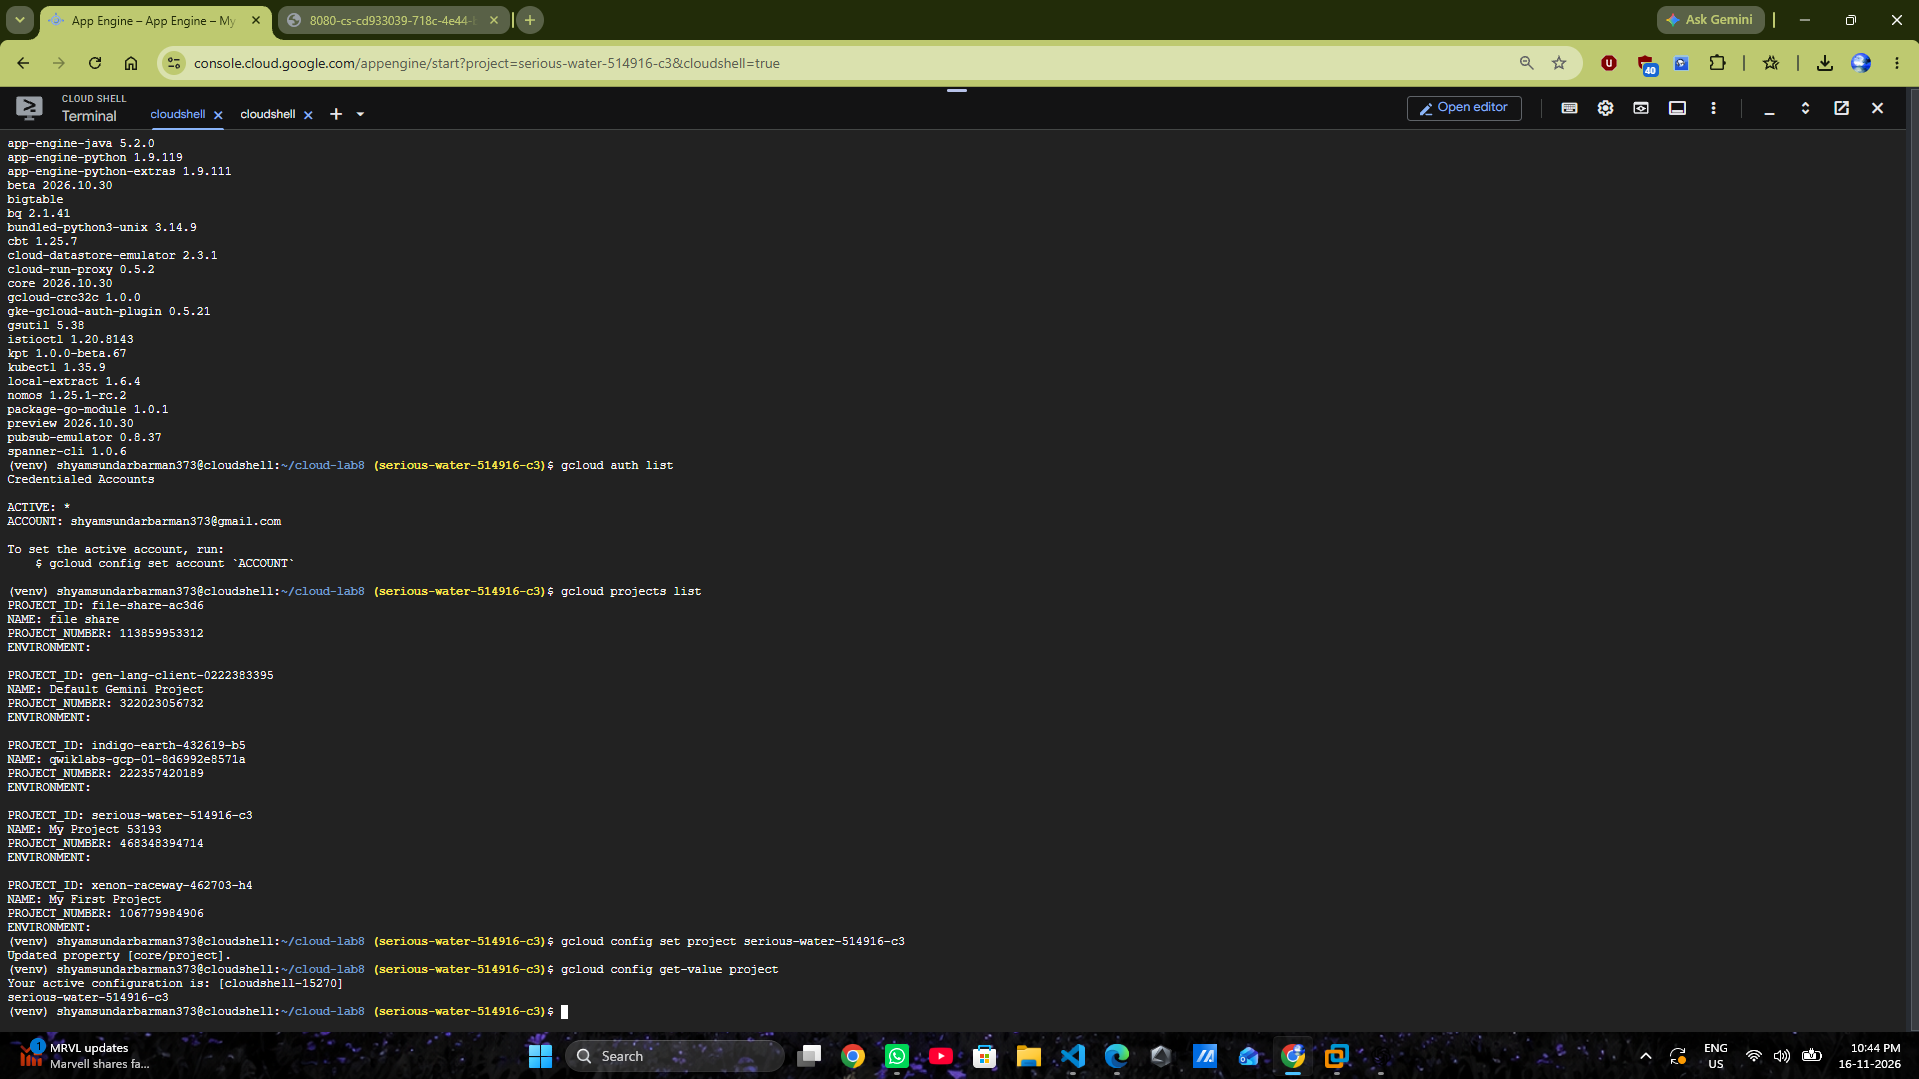 App Engine – App Engine – My
8080-cs-cd933039-718c-4e44-
Ask Gemini
console.cloud.google.com/appengine/start?project=serious-water-514916-c3&cloudshell=true
40
CLOUD SHELL
Terminal
cloudshell
cloudshell
Open editor
app-engine-java 5.2.0
app-engine-python 1.9.119
app-engine-python-extras 1.9.111
beta 2026.10.30
bigtable
bq 2.1.41
bundled-python3-unix 3.14.9
cbt 1.25.7
cloud-datastore-emulator 2.3.1
cloud-run-proxy 0.5.2
core 2026.10.30
gcloud-crc32c 1.0.0
gke-gcloud-auth-plugin 0.5.21
gsutil 5.38
istioctl 1.20.8143
kpt 1.0.0-beta.67
kubectl 1.35.9
local-extract 1.6.4
nomos 1.25.1-rc.2
package-go-module 1.0.1
preview 2026.10.30
pubsub-emulator 0.8.37
spanner-cli 1.0.6
(venv) shyamsundarbarman373@cloudshell:~/cloud-lab8 (serious-water-514916-c3)$ gcloud auth list
Credentialed Accounts
ACTIVE: *
ACCOUNT: shyamsundarbarman373@gmail.com
To set the active account, run:
$ gcloud config set account `ACCOUNT`
(venv) shyamsundarbarman373@cloudshell:~/cloud-lab8 (serious-water-514916-c3)$ gcloud projects list
PROJECT_ID: file-share-ac3d6
NAME: file share
PROJECT_NUMBER: 113859953312
ENVIRONMENT:
PROJECT_ID: gen-lang-client-0222383395
NAME: Default Gemini Project
PROJECT_NUMBER: 322023056732
ENVIRONMENT:
PROJECT_ID: indigo-earth-432619-b5
NAME: qwiklabs-gcp-01-8d6992e8571a
PROJECT_NUMBER: 222357420189
ENVIRONMENT:
PROJECT_ID: serious-water-514916-c3
NAME: My Project 53193
PROJECT_NUMBER: 468348394714
ENVIRONMENT:
PROJECT_ID: xenon-raceway-462703-h4
NAME: My First Project
PROJECT_NUMBER: 106779984906
ENVIRONMENT:
(venv) shyamsundarbarman373@cloudshell:~/cloud-lab8 (serious-water-514916-c3)$ gcloud config set project serious-water-514916-c3
Updated property [core/project].
(venv) shyamsundarbarman373@cloudshell:~/cloud-lab8 (serious-water-514916-c3)$ gcloud config get-value project
Your active configuration is: [cloudshell-15270]
serious-water-514916-c3
(venv) shyamsundarbarman373@cloudshell:~/cloud-lab8 (serious-water-514916-c3)$
1
MRVL updates
Marvell shares fa...
Search
ENG
US
10:44 PM
16-11-2026